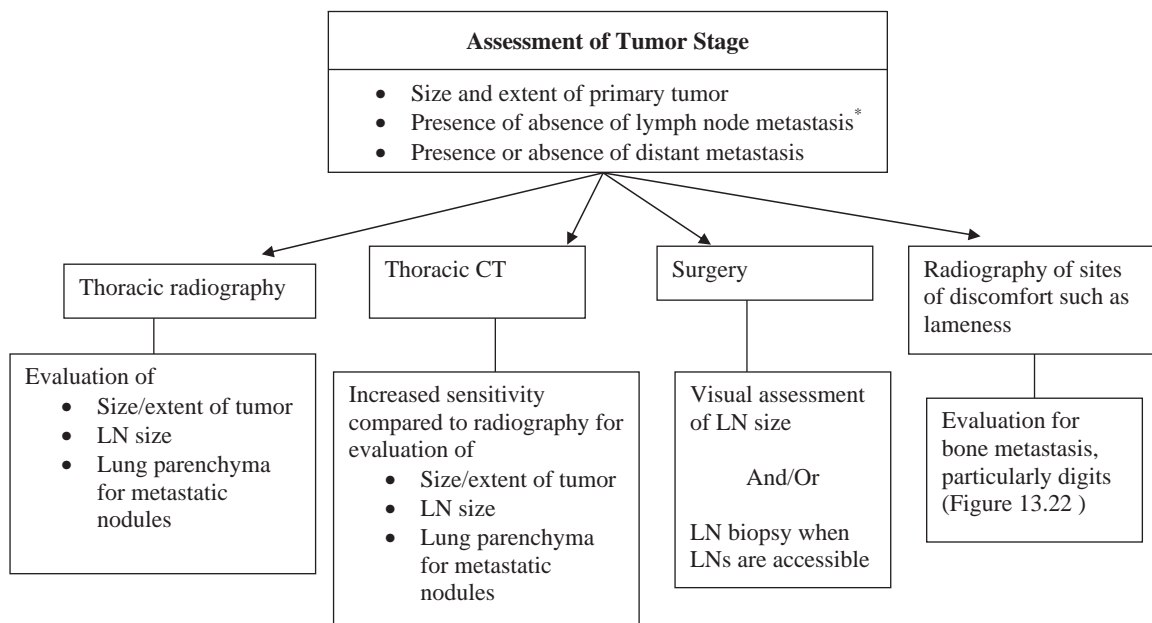 Assessment of Tumor Stage
• Size and extent of primary tumor
• Presence of absence of lymph node metastasis*
• Presence or absence of distant metastasis
Thoracic radiography
Evaluation of
• Size/extent of tumor
• LN size
• Lung parenchyma
for metastatic
nodules
Thoracic CT
Increased sensitivity
compared to radiography for
evaluation of
• Size/extent of tumor
• LN size
• Lung parenchyma
for metastatic
nodules
Surgery
Visual assessment
of LN size
And/Or
LN biopsy when
LNs are accessible
Radiography of sites
of discomfort such as
lameness
Evaluation for
bone metastasis,
particularly digits
(Figure 13.22 )